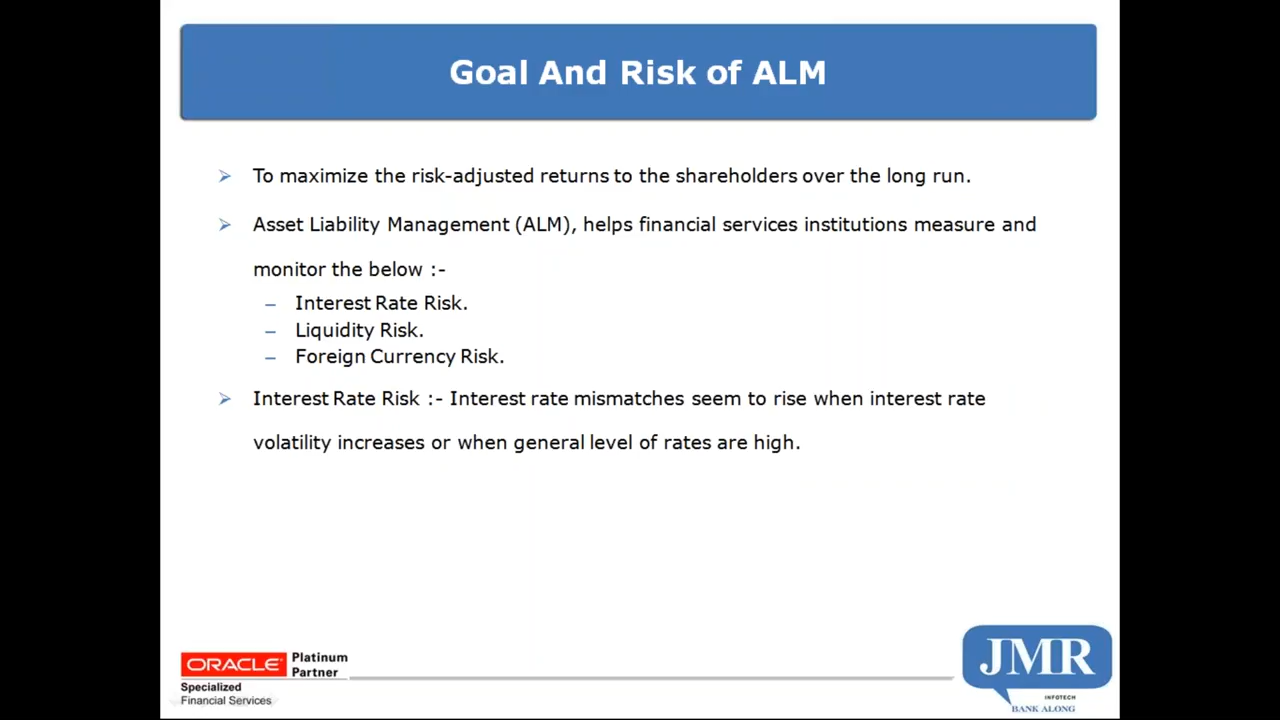 Goal And Risk of ALM
To maximize the risk-adjusted returns to the shareholders over the long run.
Asset Liability Management (ALM), helps financial services institutions measure and
monitor the below :-
– Interest Rate Risk.
– Liquidity Risk.
– Foreign Currency Risk.
Interest Rate Risk :- Interest rate mismatches seem to rise when interest rate
volatility increases or when general level of rates are high.
ORACLE Platinum
Partner
Specialized
Financial Services
JMR
INFOTECH
BANK ALONG